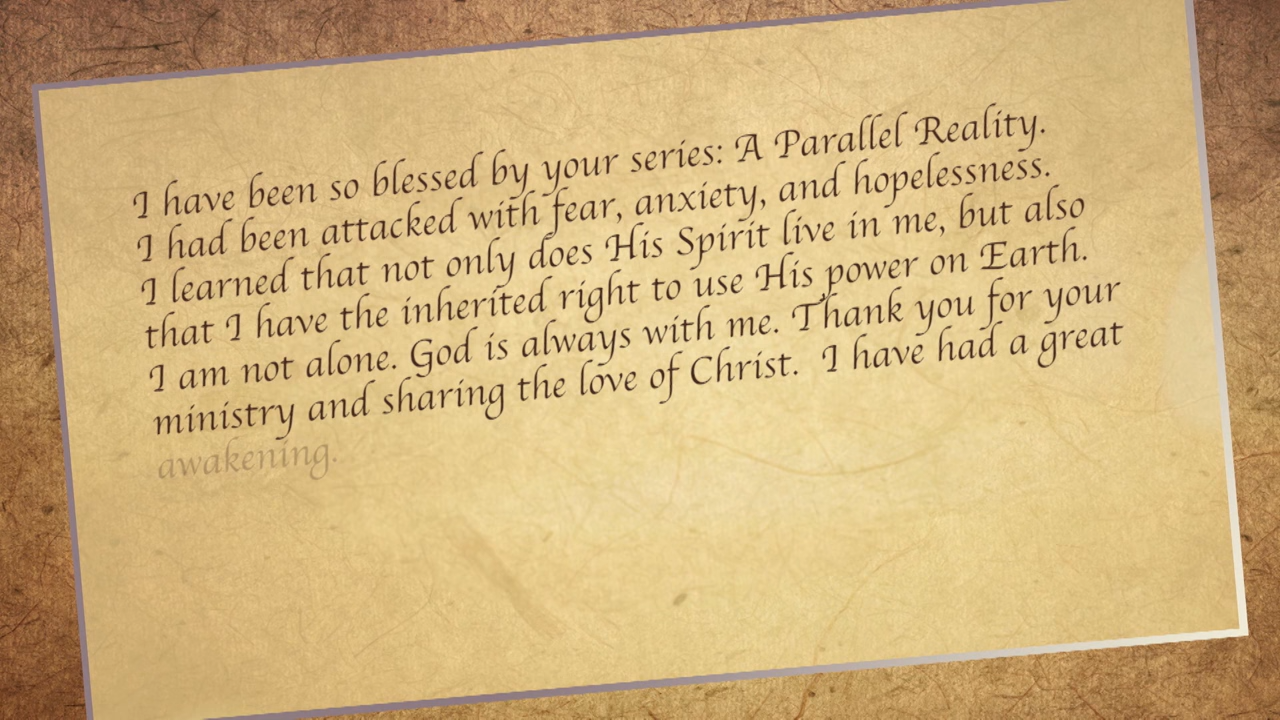 I have been so blessed by your series: A Parallel Reality.
I had been attacked with fear, anxiety, and hopelessness.
I learned that not only does His Spirit live in me, but also
that I have the inherited right to use His power on Earth.
I am not alone. God is always with me. Thank you for your
ministry and sharing the love of Christ.  I have had a great
awakening.